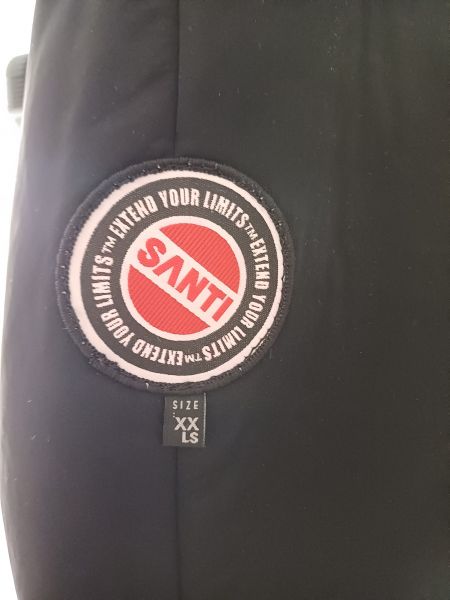 EXTEND YOUR LIMITS™ EXTEND YOUR LIMITS™ EXTEND YOUR LIMITS™
SANTI
SIZE
XX
LS